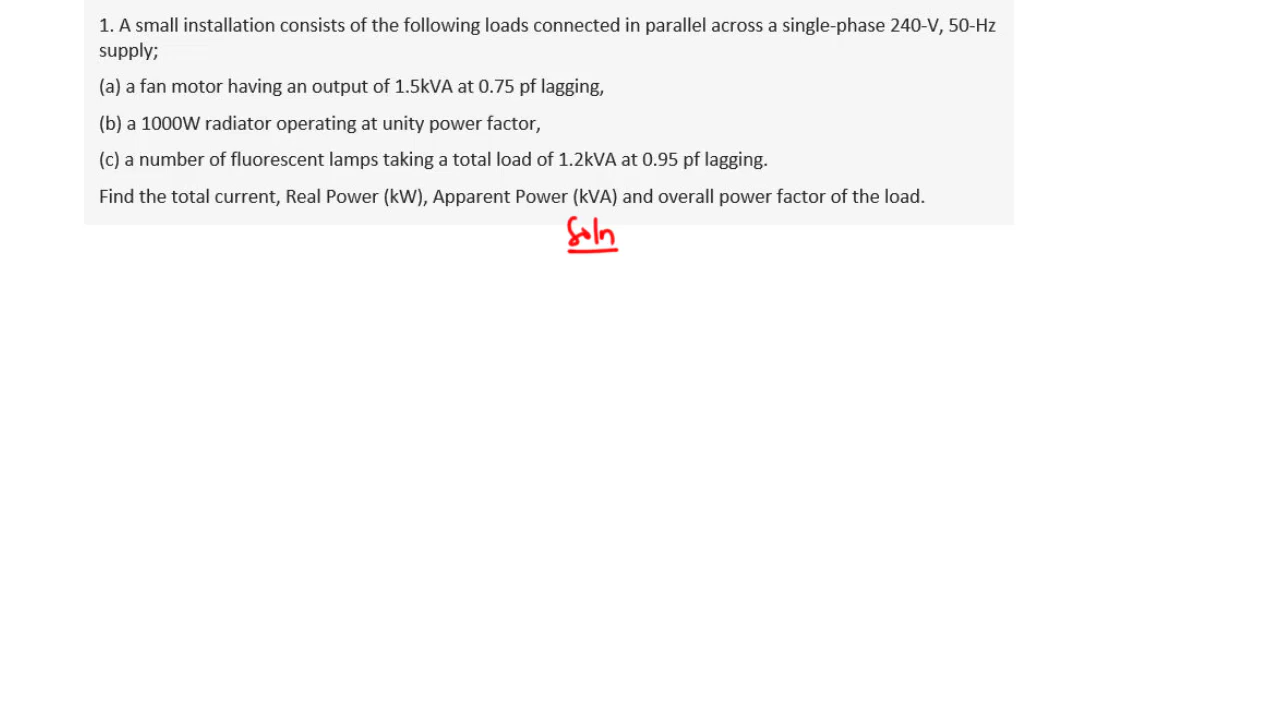 1. A small installation consists of the following loads connected in parallel across a single-phase 240-V, 50-Hz
supply;
(a) a fan motor having an output of 1.5kVA at 0.75 pf lagging,
(b) a 1000W radiator operating at unity power factor,
(c) a number of fluorescent lamps taking a total load of 1.2kVA at 0.95 pf lagging.
Find the total current, Real Power (kW), Apparent Power (kVA) and overall power factor of the load.
Soln